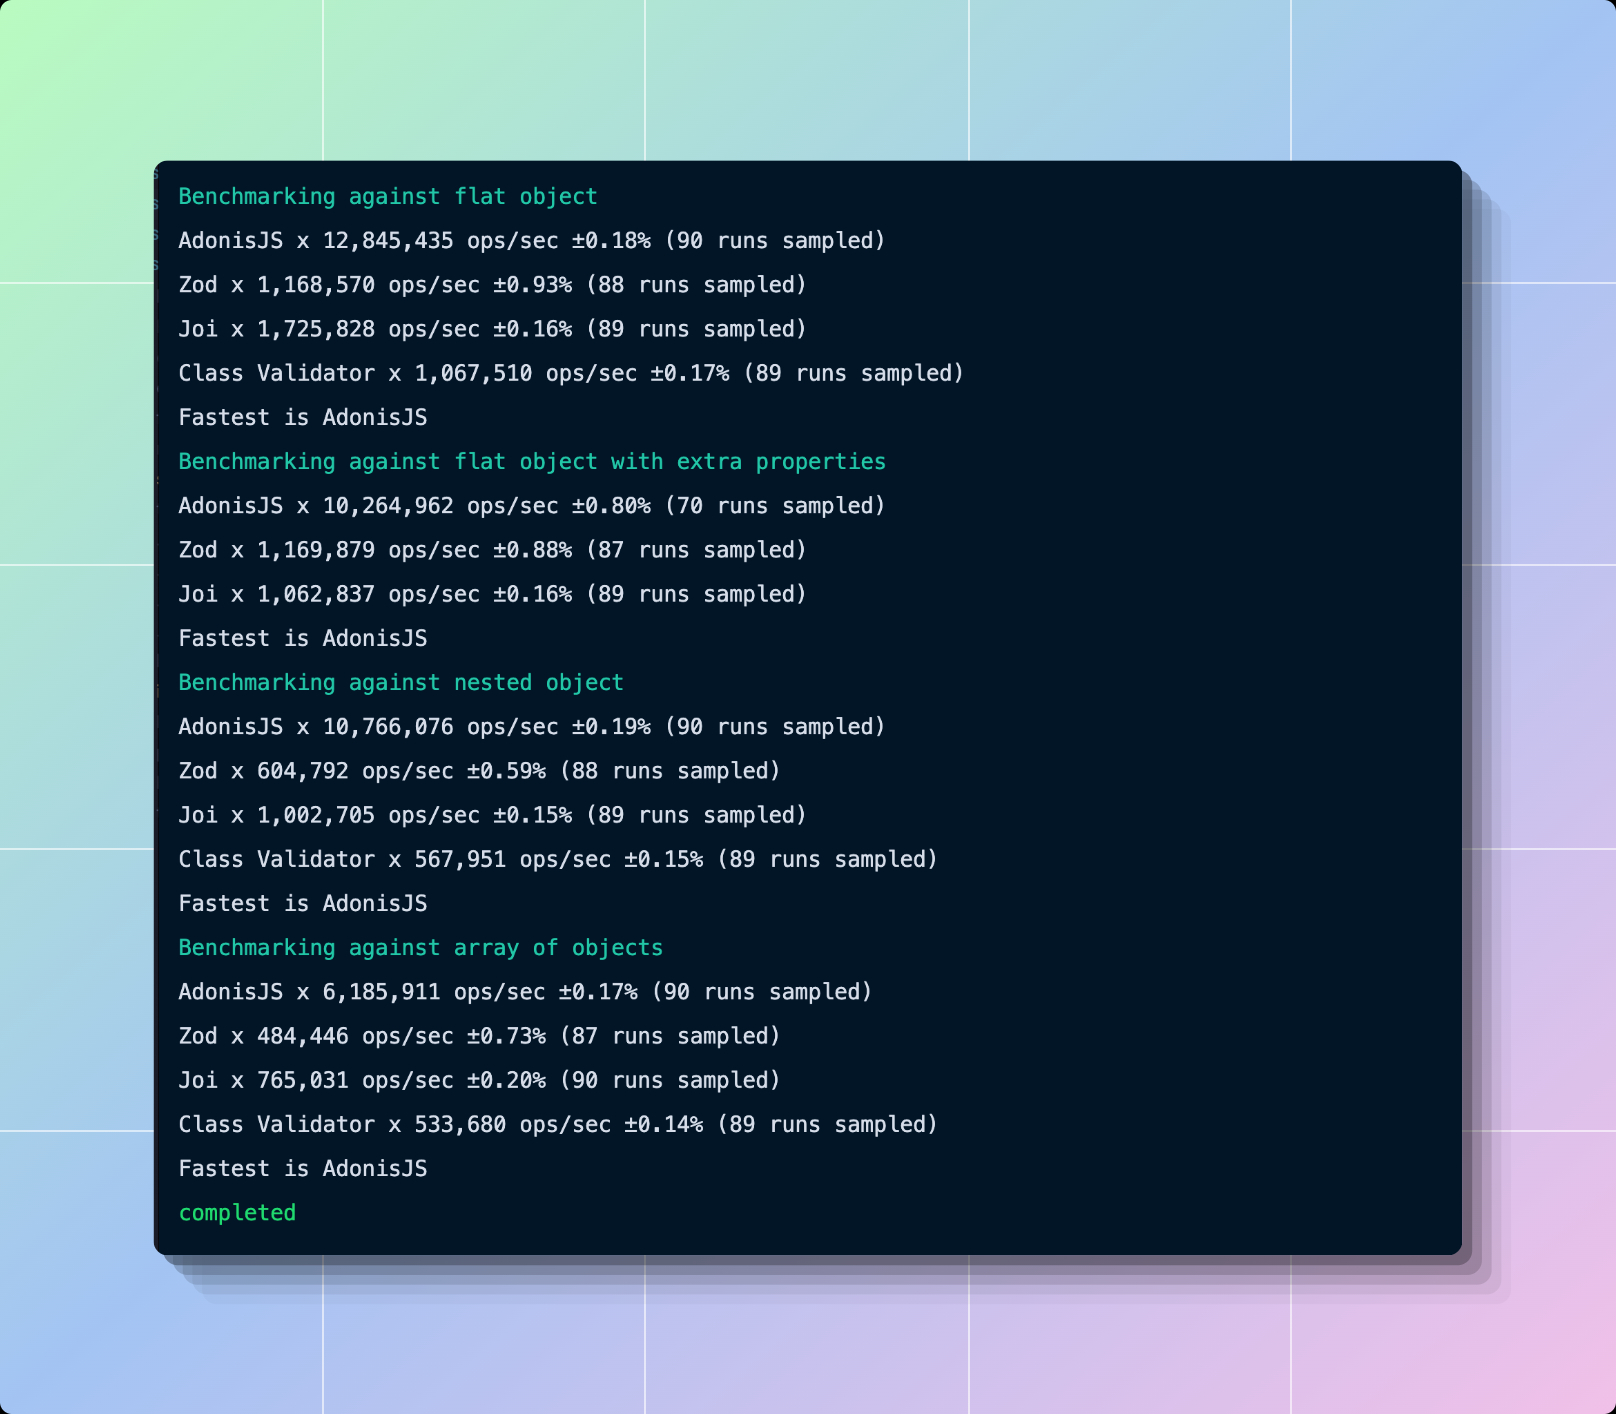 Benchmarking against flat object
AdonisJS x 12,845,435 ops/sec ±0.18% (90 runs sampled)
Zod x 1,168,570 ops/sec ±0.93% (88 runs sampled)
Joi x 1,725,828 ops/sec ±0.16% (89 runs sampled)
Class Validator x 1,067,510 ops/sec ±0.17% (89 runs sampled)
Fastest is AdonisJS
Benchmarking against flat object with extra properties
AdonisJS x 10,264,962 ops/sec ±0.80% (70 runs sampled)
Zod x 1,169,879 ops/sec ±0.88% (87 runs sampled)
Joi x 1,062,837 ops/sec ±0.16% (89 runs sampled)
Fastest is AdonisJS
Benchmarking against nested object
AdonisJS x 10,766,076 ops/sec ±0.19% (90 runs sampled)
Zod x 604,792 ops/sec ±0.59% (88 runs sampled)
Joi x 1,002,705 ops/sec ±0.15% (89 runs sampled)
Class Validator x 567,951 ops/sec ±0.15% (89 runs sampled)
Fastest is AdonisJS
Benchmarking against array of objects
AdonisJS x 6,185,911 ops/sec ±0.17% (90 runs sampled)
Zod x 484,446 ops/sec ±0.73% (87 runs sampled)
Joi x 765,031 ops/sec ±0.20% (90 runs sampled)
Class Validator x 533,680 ops/sec ±0.14% (89 runs sampled)
Fastest is AdonisJS
completed